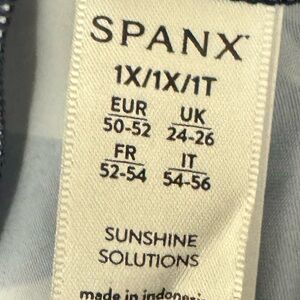 SPANX
1X/1X/1T
EUR UK
50-52 24-26
FR IT
52-54 54-56
SUNSHINE
SOLUTIONS
made in